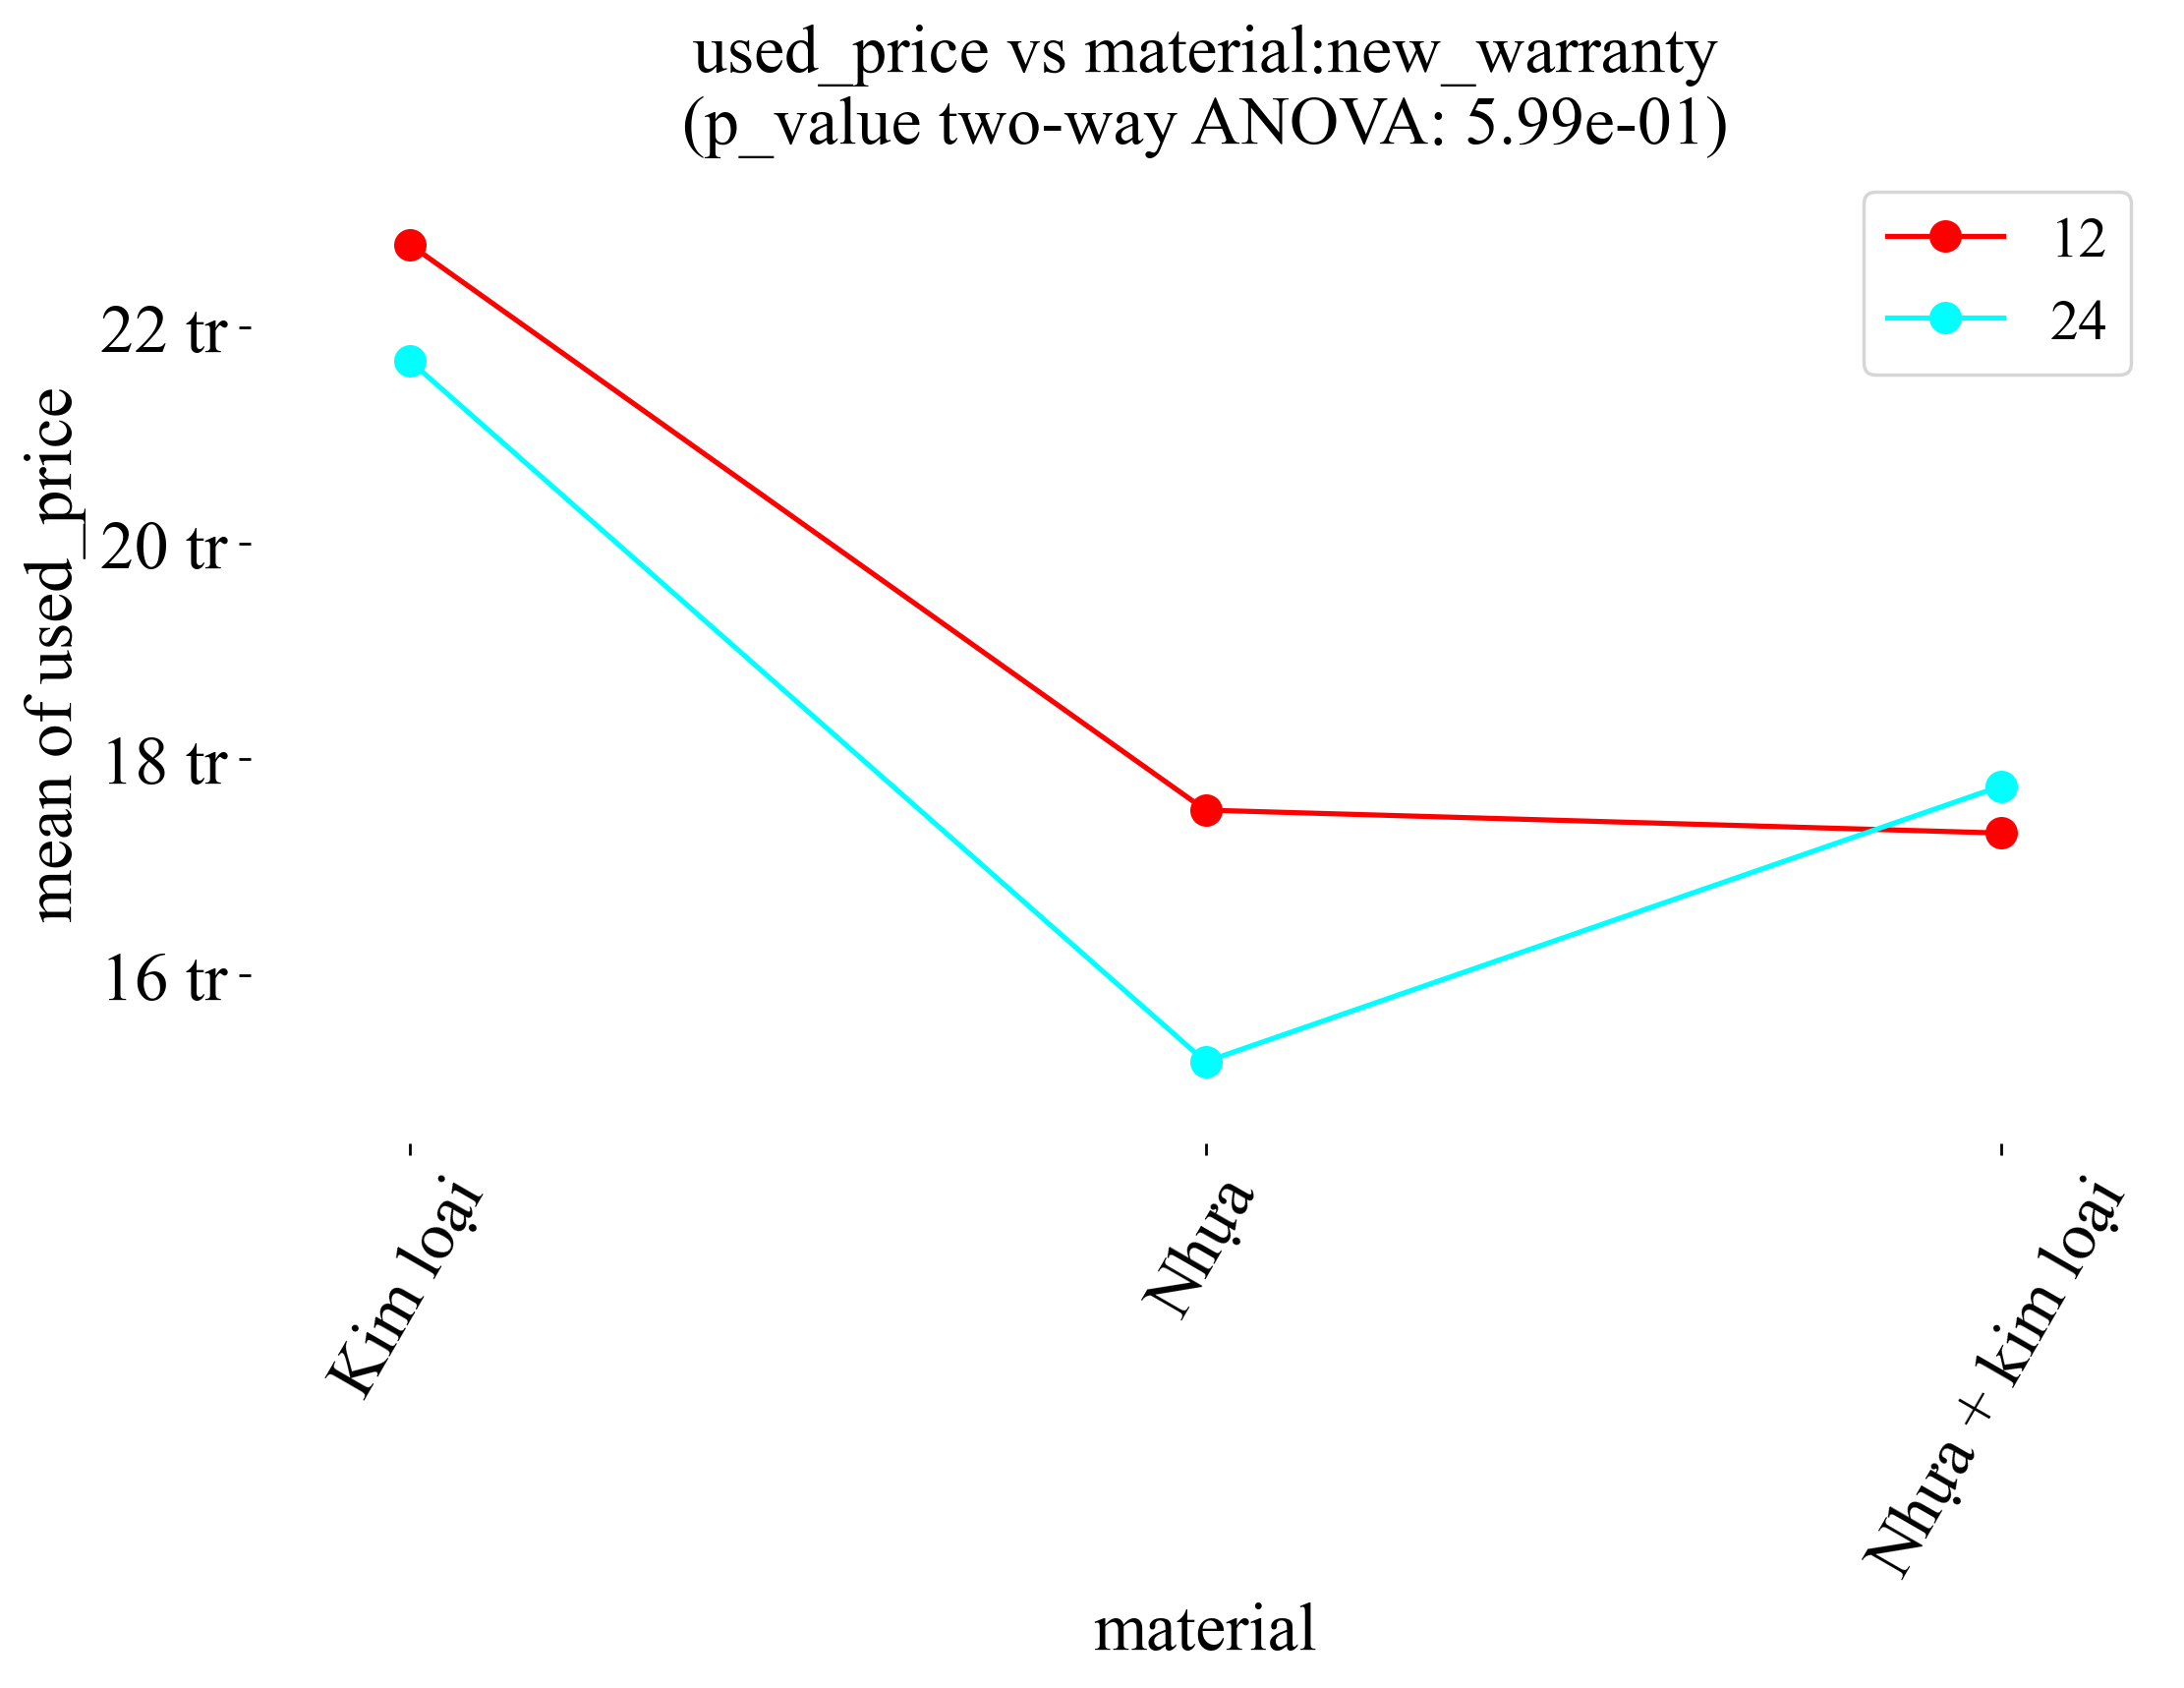 used_price vs material:new_warranty
(p_value two-way ANOVA: 5.99e-01)
12
24
mean of used_price
22 tr
20 tr
18 tr
16 tr
Kim loại
Nhựa
Nhựa + kim loại
material